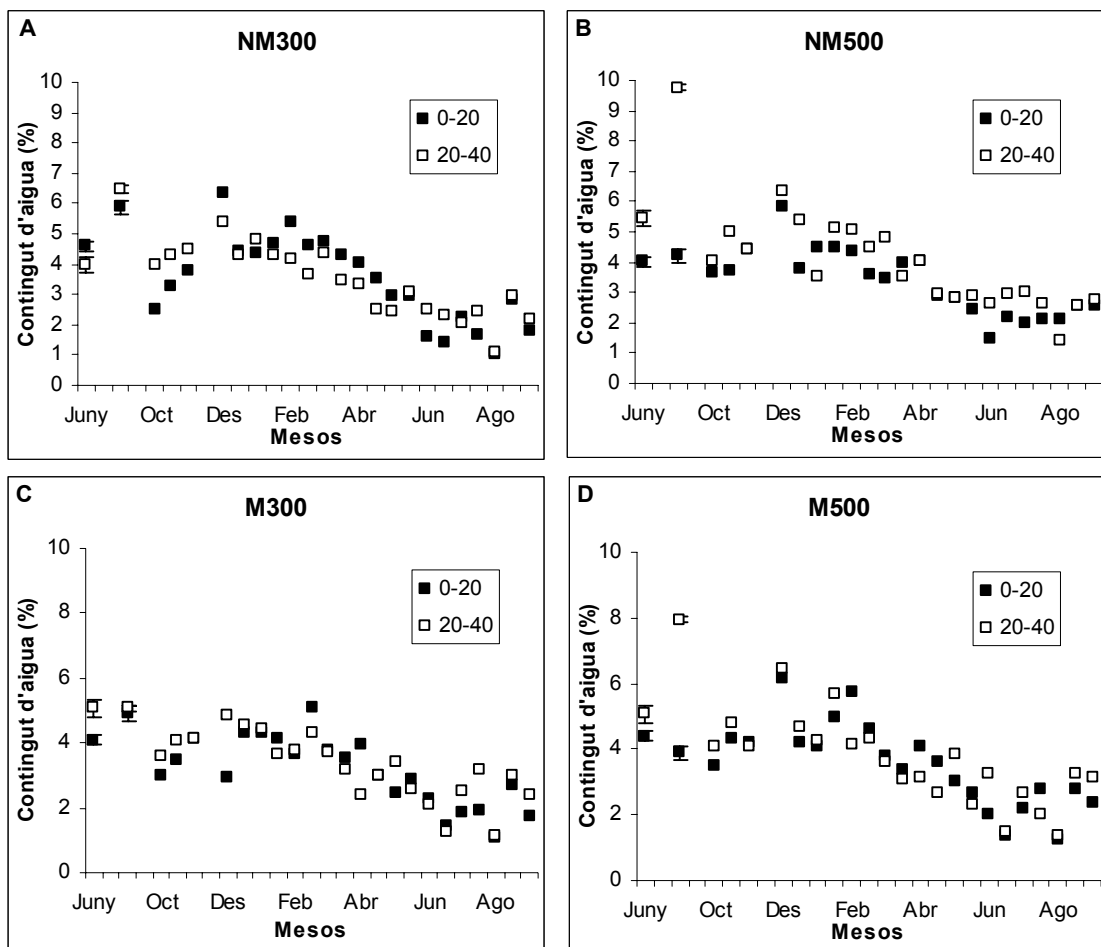 A
NM300
Contingut d'aigua (%)
10
9
8
7
6
5
4
3
2
1
0
0-20
20-40
Juny Oct Des Feb Abr Jun Ago
Mesos
B
NM500
Contingut d'aigua (%)
10
9
8
7
6
5
4
3
2
1
0
0-20
20-40
Juny Oct Des Feb Abr Jun Ago
Mesos
C
M300
Contingut d'aigua (%)
10
8
6
4
2
0
0-20
20-40
Juny Oct Des Feb Abr Jun Ago
Mesos
D
M500
Contingut d'aigua (%)
10
8
6
4
2
0
0-20
20-40
Juny Oct Des Feb Abr Jun Ago
Mesos